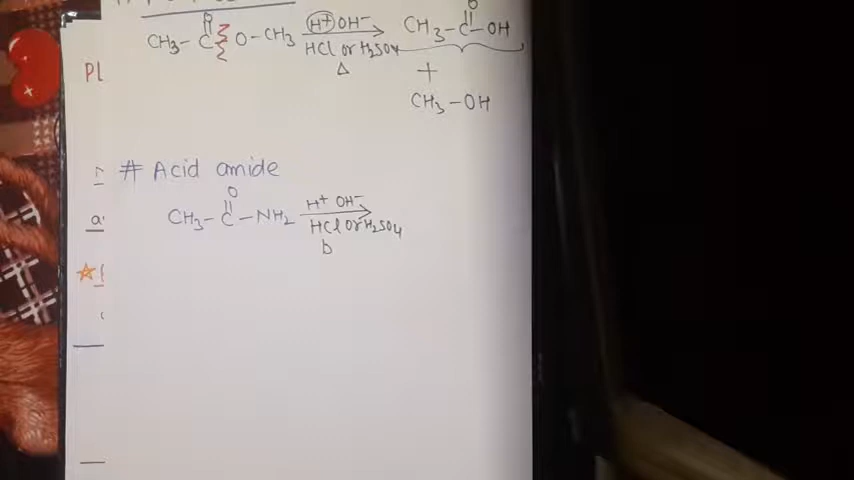 O
CH3-C-O-CH3 H+ OH- CH3-C-OH
HCl or H2SO4
Δ +
CH3-OH
PL
# Acid amide
O
CH3-C-NH2 H+ OH-
HCl or H2SO4
D